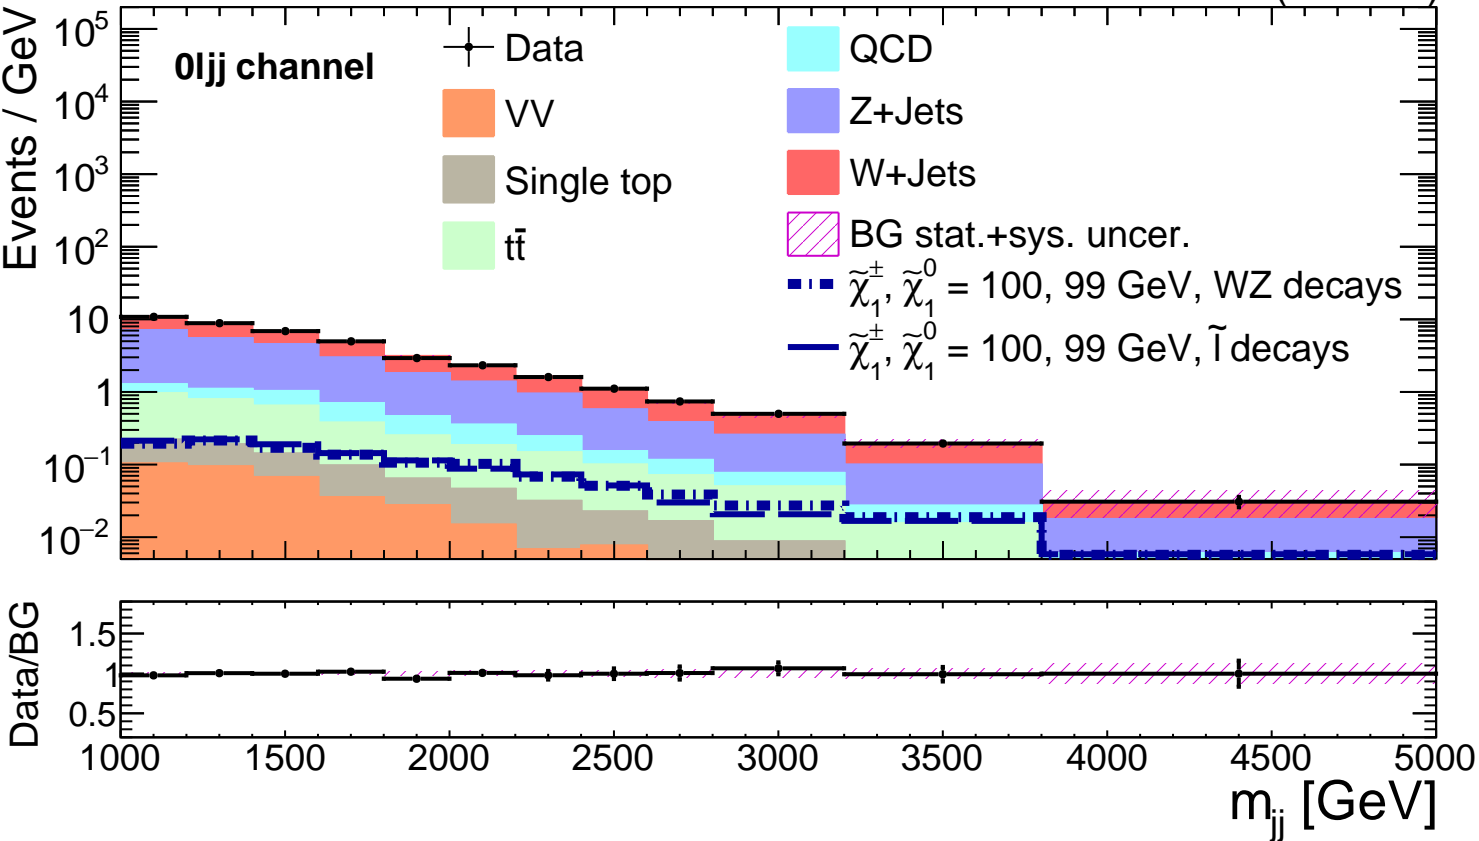 Events / GeV
10⁵
10⁴
10³
10²
10
1
10⁻¹
10⁻²
0ljj channel
Data
VV
Single top
tt̄
QCD
Z+Jets
W+Jets
BG stat.+sys. uncer.
χ̃₁±, χ̃₁⁰ = 100, 99 GeV, WZ decays
χ̃₁±, χ̃₁⁰ = 100, 99 GeV, l̃ decays
Data/BG
1.5
1
0.5
1000 1500 2000 2500 3000 3500 4000 4500 5000
m_jj [GeV]